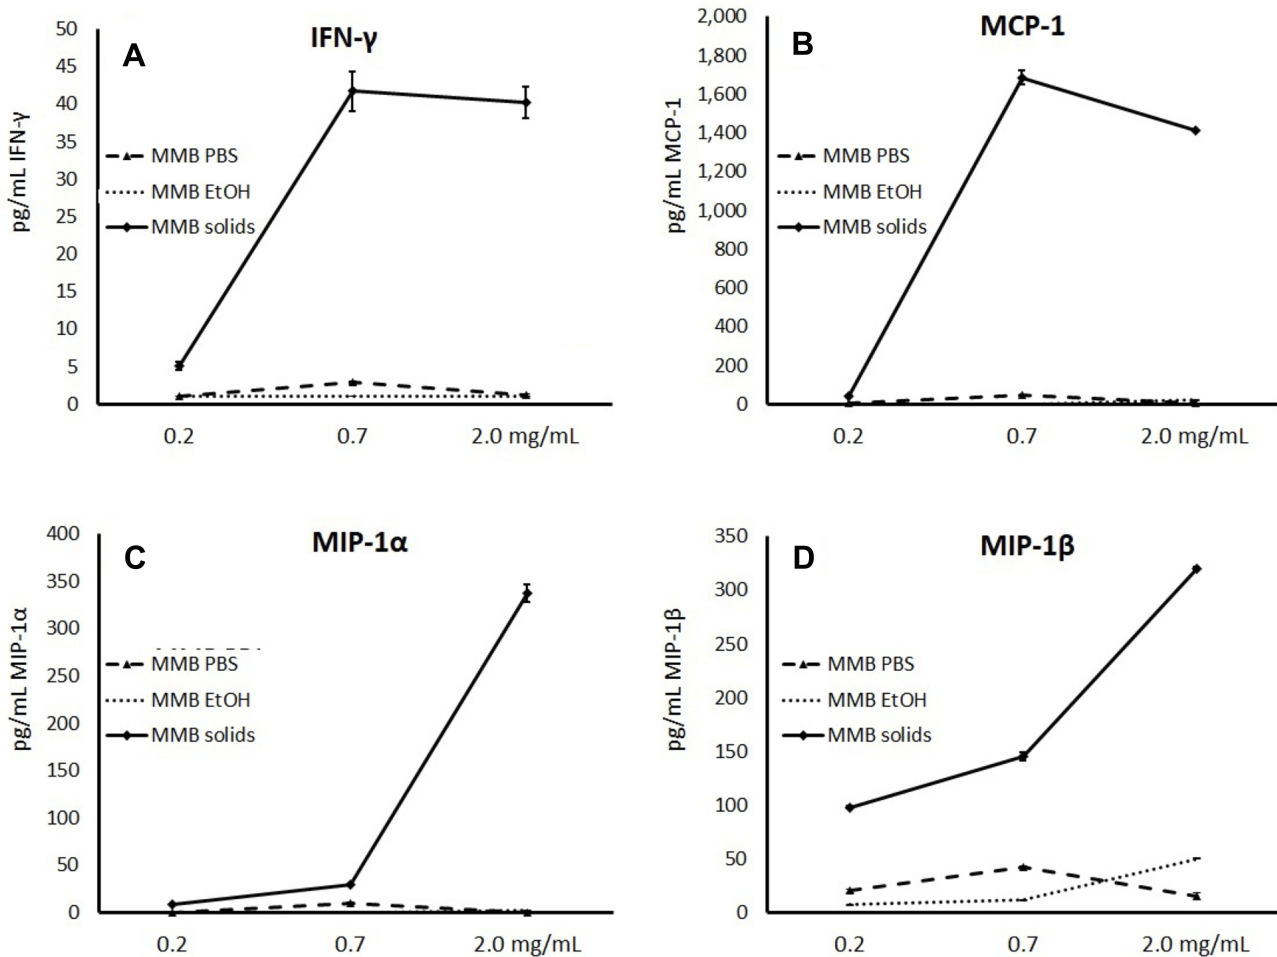 A
IFN-γ
pg/mL IFN-γ
50
45
40
35
30
25
20
15
10
5
0
MMB PBS
MMB EtOH
MMB solids
0.2 0.7 2.0 mg/mL
B
MCP-1
pg/mL MCP-1
2,000
1,800
1,600
1,400
1,200
1,000
800
600
400
200
0
MMB PBS
MMB EtOH
MMB solids
0.2 0.7 2.0 mg/mL
C
MIP-1α
pg/mL MIP-1α
400
350
300
250
200
150
100
50
0
MMB PBS
MMB EtOH
MMB solids
0.2 0.7 2.0 mg/mL
D
MIP-1β
pg/mL MIP-1β
350
300
250
200
150
100
50
0
MMB PBS
MMB EtOH
MMB solids
0.2 0.7 2.0 mg/mL